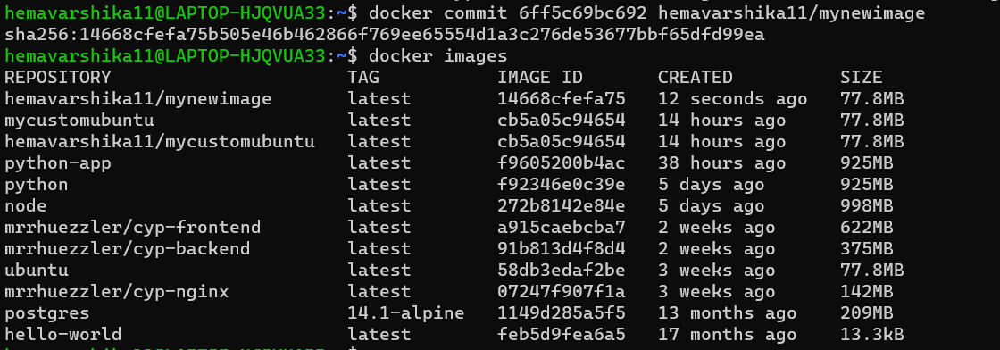 hemavarshika11@LAPTOP-HJQVUA33:~$ docker commit 6ff5c69bc692 hemavarshika11/mynewimage
sha256:14668cfefa75b505e46b462866f769ee65554d1a3c276de53677bbf65dfd99ea
hemavarshika11@LAPTOP-HJQVUA33:~$ docker images
REPOSITORY TAG IMAGE ID CREATED SIZE
hemavarshika11/mynewimage latest 14668cfefa75 12 seconds ago 77.8MB
mycustomubuntu latest cb5a05c94654 14 hours ago 77.8MB
hemavarshika11/mycustomubuntu latest cb5a05c94654 14 hours ago 77.8MB
python-app latest f9605200b4ac 38 hours ago 925MB
python latest f92346e0c39e 5 days ago 925MB
node latest 272b8142e84e 5 days ago 998MB
mrrhuezzler/cyp-frontend latest a915caebcba7 2 weeks ago 622MB
mrrhuezzler/cyp-backend latest 91b813d4f8d4 2 weeks ago 375MB
ubuntu latest 58db3edaf2be 3 weeks ago 77.8MB
mrrhuezzler/cyp-nginx latest 07247f907f1a 3 weeks ago 142MB
postgres 14.1-alpine 1149d285a5f5 13 months ago 209MB
hello-world latest feb5d9fea6a5 17 months ago 13.3kB